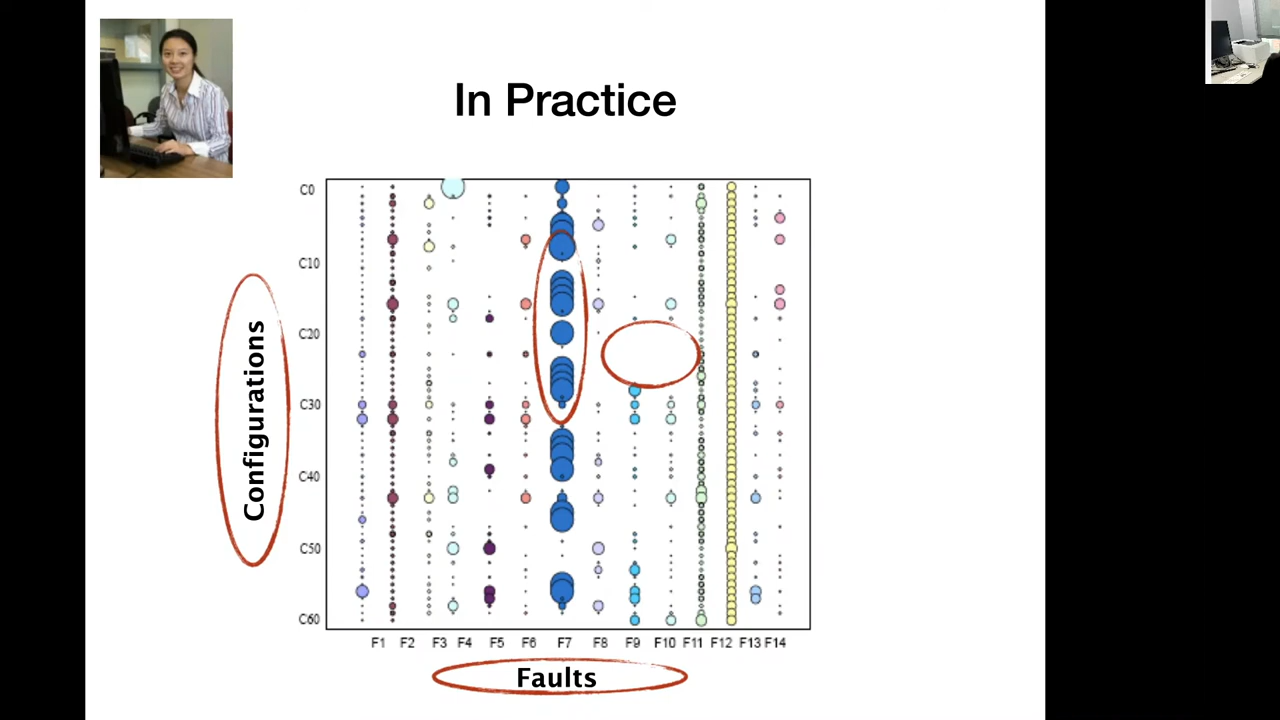 In Practice
C0
C10
C20
C30
C40
C50
C60
Configurations
F1 F2 F3 F4 F5 F6 F7 F8 F9 F10 F11 F12 F13 F14
Faults